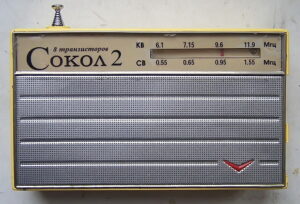 8 транзисторов
Сокол 2
КВ 6.1 7.15 9.6 11.9 Мгц
СВ 0.55 0.65 0.95 1.55 Мгц